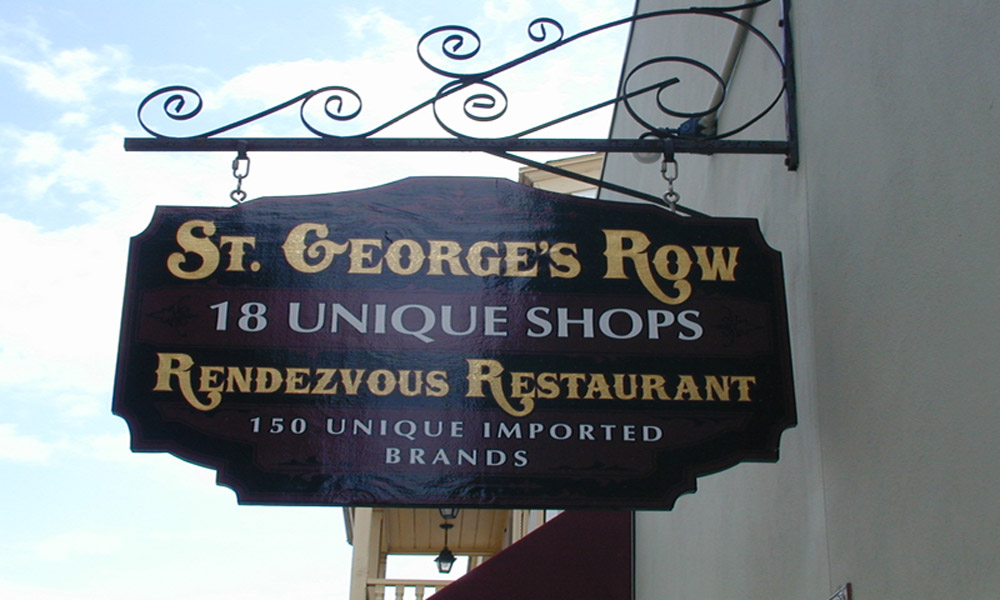 St. George's Row
18 UNIQUE SHOPS
Rendezvous Restaurant
150 UNIQUE IMPORTED
BRANDS